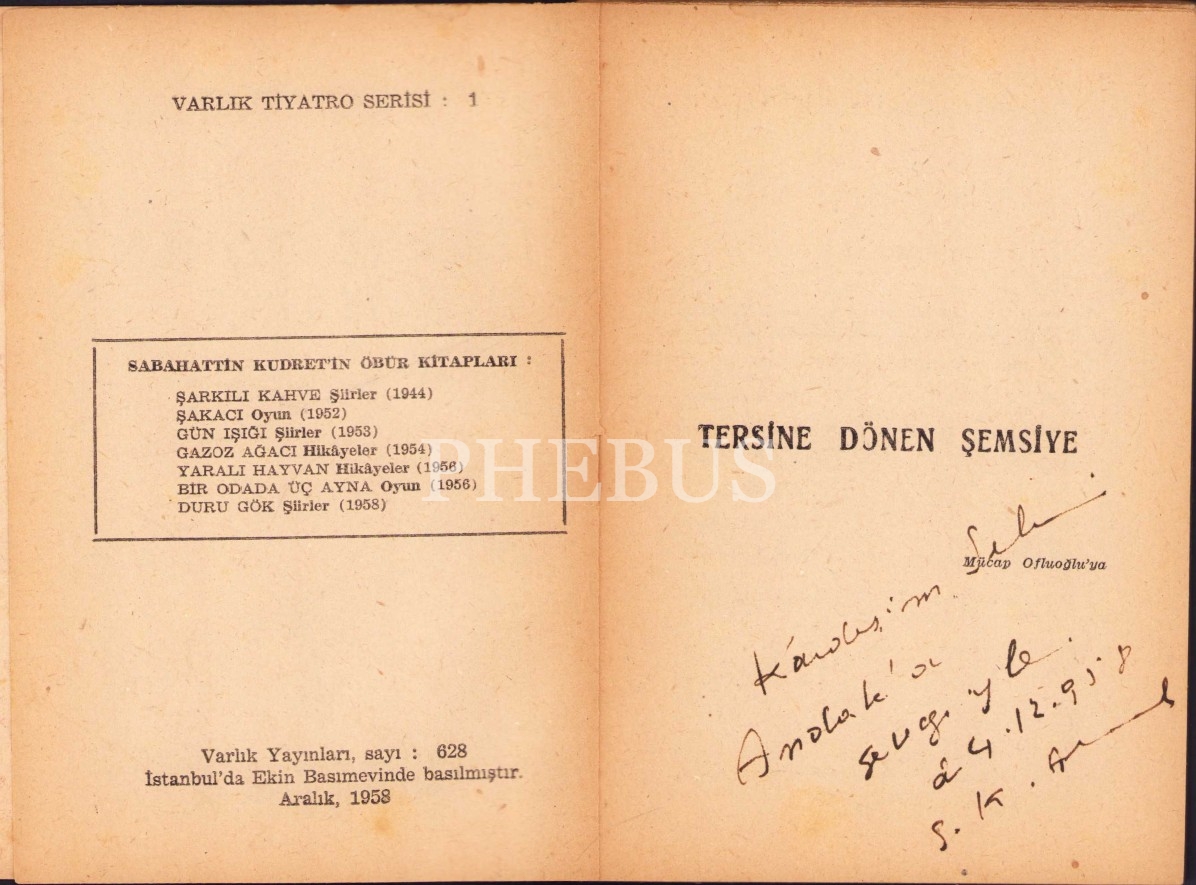 VARLIK TİYATRO SERİSİ : 1
SABAHATTİN KUDRET'İN ÖBÜR KİTAPLARI :
ŞARKILI KAHVE Şiirler (1944)
ŞAKACI Oyun (1952)
GÜN IŞIĞI Şiirler (1953)
GAZOZ AĞACI Hikâyeler (1954)
YARALI HAYVAN Hikâyeler (1956)
BİR ODADA ÜÇ AYNA Oyun (1956)
DURU GÖK Şiirler (1958)
Varlık Yayınları, sayı : 628
İstanbul'da Ekin Basımevinde basılmıştır.
Aralık, 1958
PHEBUS
TERSİNE DÖNEN ŞEMSİYE
Mücap Ofluoğlu'ya
Kardeşim
Andak'a
sevgiyle.
12.958
S. K.